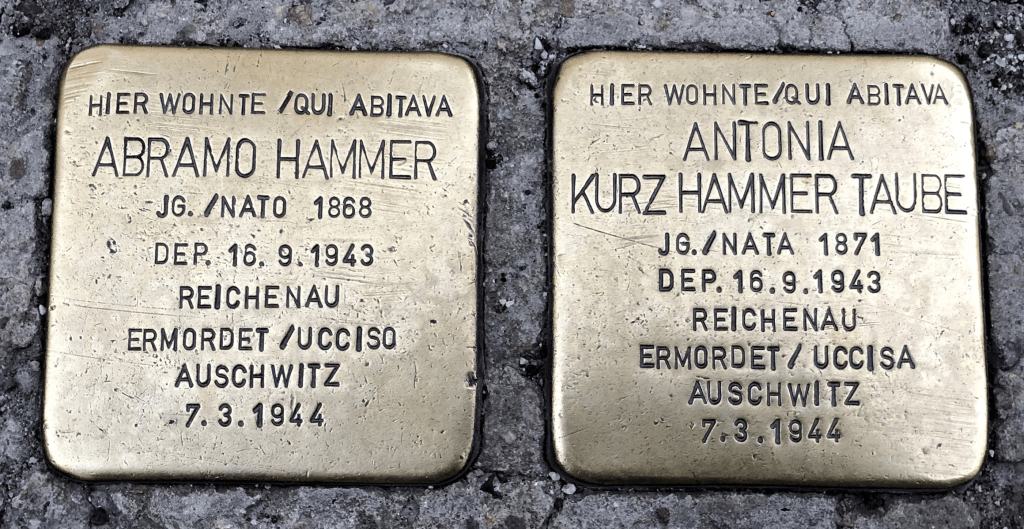 HIER WOHNTE /QUI ABITAVA
ABRAMO HAMMER
JG. /NATO 1868
DEP. 16. 9.1943
REICHENAU
ERMORDET /UCCISO
AUSCHWITZ
7. 3. 1944
HIER WOHNTE/QUI ABITAVA
ANTONIA
KURZ HAMMER TAUBE
JG./NATA 1871
DEP. 16.9.1943
REICHENAU
ERMORDET/ UCCISA
AUSCHWITZ
7.3.1944